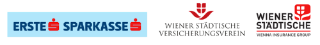 ERSTE SPARKASSE
WIENER STÄDTISCHE
VERSICHERUNGSVEREIN
WIENER
STÄDTISCHE
VIENNA INSURANCE GROUP